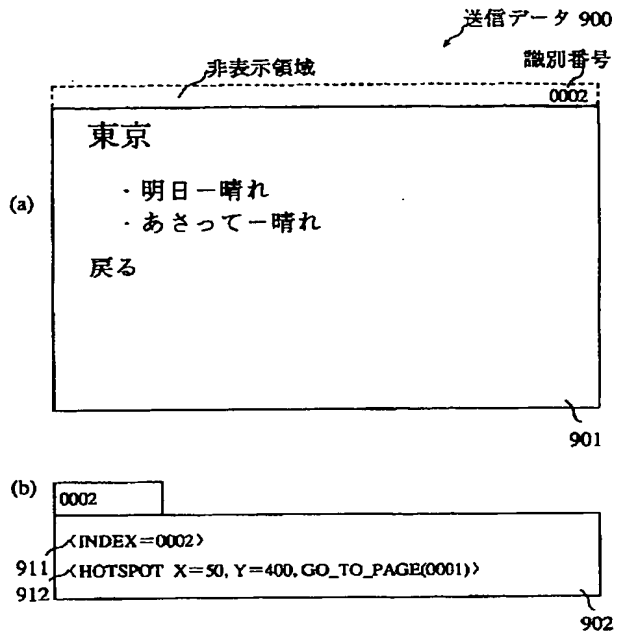 送信データ 900
非表示領域
識別番号
0002
東京
(a)
・明日ー晴れ
・あさってー晴れ
戻る
901
(b)
0002
〈INDEX=0002〉
911
〈HOTSPOT X=50, Y=400, GO_TO_PAGE(0001)〉
912
902